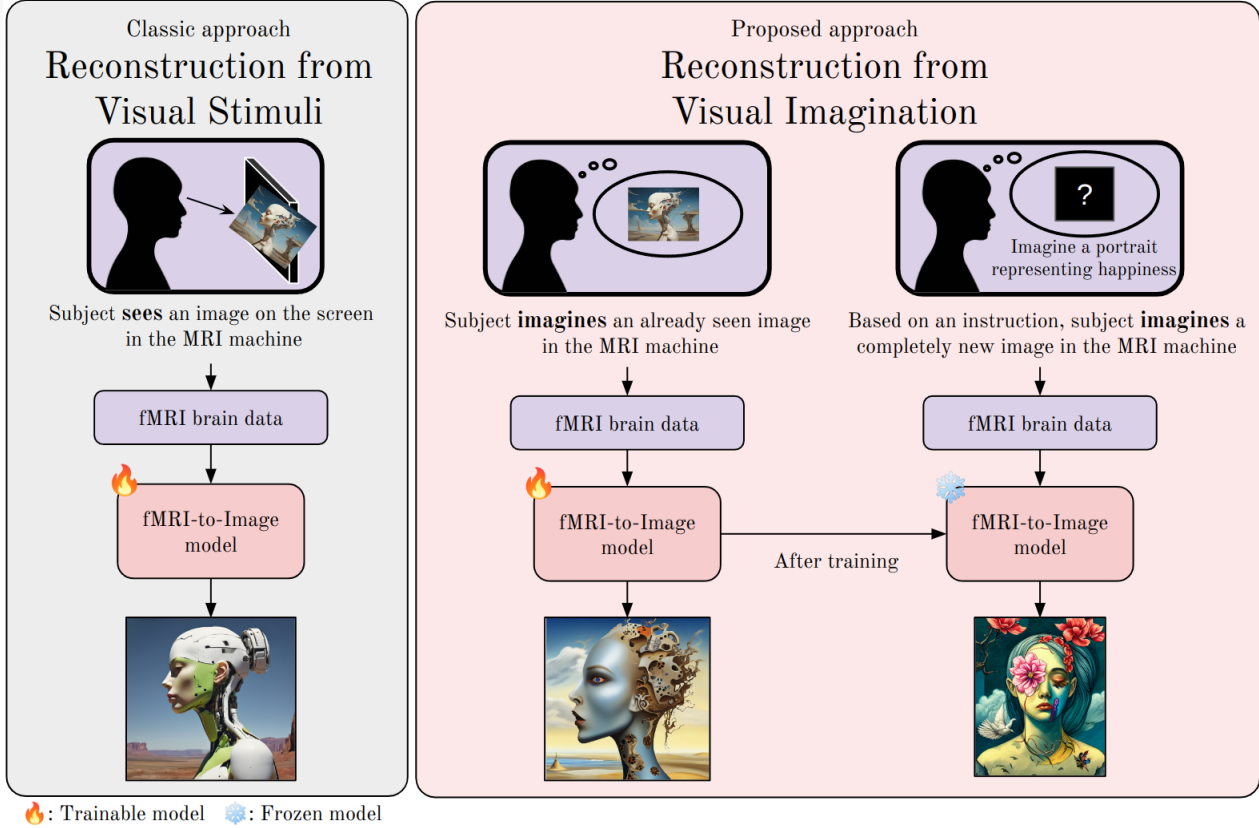 Classic approach
Reconstruction from
Visual Stimuli
Subject sees an image on the screen
in the MRI machine
fMRI brain data
fMRI-to-Image
model
Proposed approach
Reconstruction from
Visual Imagination
Subject imagines an already seen image
in the MRI machine
fMRI brain data
fMRI-to-Image
model
After training
?
Imagine a portrait
representing happiness
Based on an instruction, subject imagines a
completely new image in the MRI machine
fMRI brain data
fMRI-to-Image
model
🔥: Trainable model ❄️: Frozen model